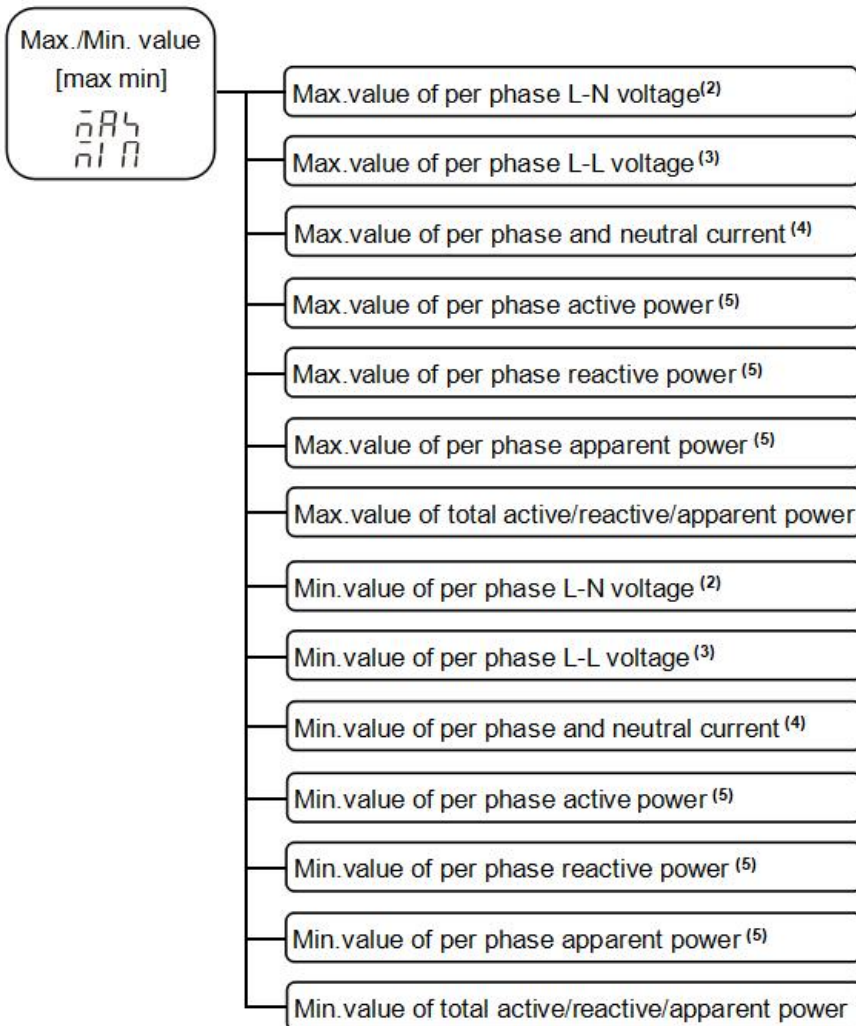 Max./Min. value
[max min]
Max.value of per phase L-N voltage(2)
Max.value of per phase L-L voltage(3)
Max.value of per phase and neutral current(4)
Max.value of per phase active power(5)
Max.value of per phase reactive power(5)
Max.value of per phase apparent power(5)
Max.value of total active/reactive/apparent power
Min.value of per phase L-N voltage(2)
Min.value of per phase L-L voltage(3)
Min.value of per phase and neutral current(4)
Min.value of per phase active power(5)
Min.value of per phase reactive power(5)
Min.value of per phase apparent power(5)
Min.value of total active/reactive/apparent power